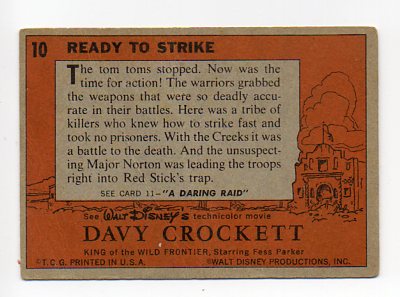 10 READY TO STRIKE
The tom toms stopped. Now was the
time for action! The warriors grabbed
the weapons that were so deadly accu-
rate in their battles. Here was a tribe of
killers who knew how to strike fast and
took no prisoners. With the Creeks it was
a battle to the death. And the unsuspect-
ing Major Norton was leading the troops
right into Red Stick's trap.
SEE CARD 11—"A DARING RAID"
See WALT DISNEY'S technicolor movie
DAVY CROCKETT
KING of the WILD FRONTIER, Starring Fess Parker
©T.C.G. PRINTED IN U.S.A. ©WALT DISNEY PRODUCTIONS, INC.